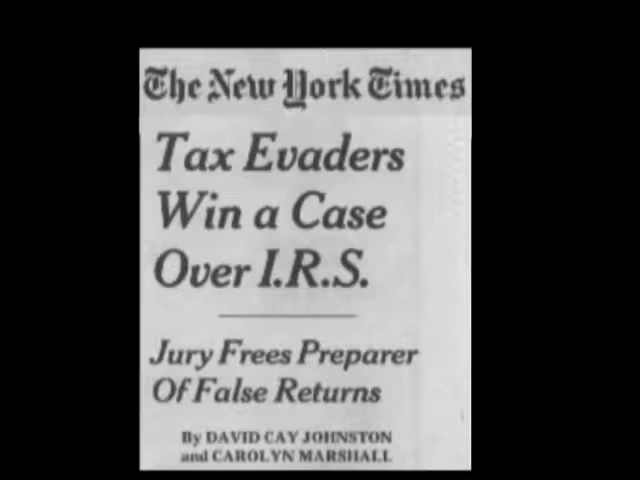 The New York Times
Tax Evaders
Win a Case
Over I.R.S.
Jury Frees Preparer
Of False Returns
By DAVID CAY JOHNSTON
and CAROLYN MARSHALL